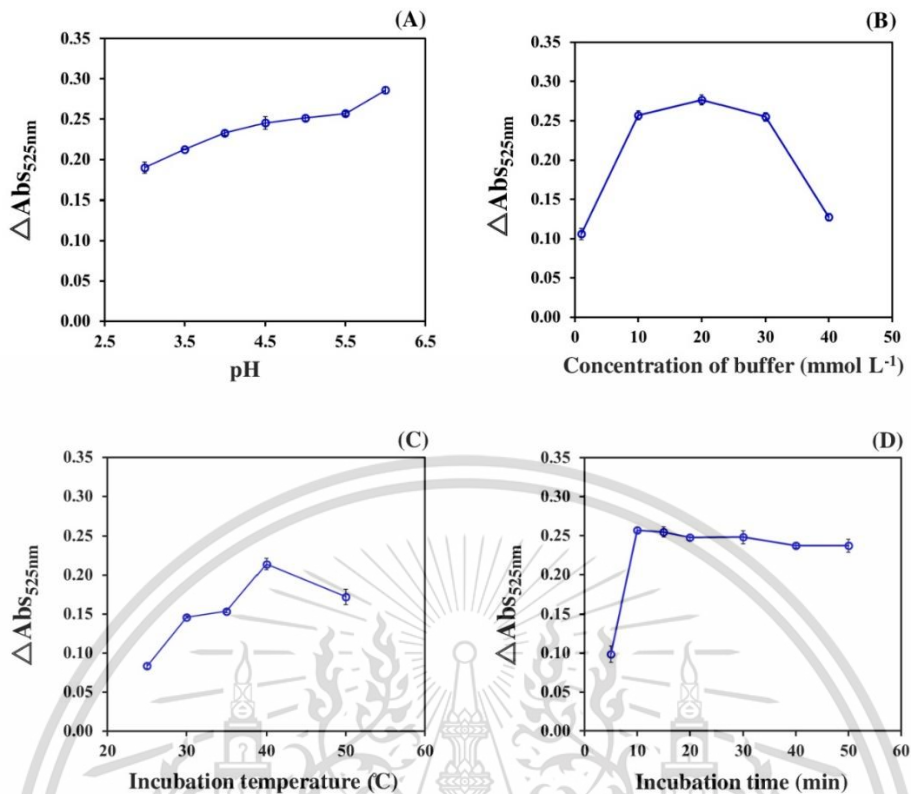 (A)
0.35
0.30
0.25
0.20
0.15
0.10
0.05
0.00
△Abs525nm
2.5 3.5 4.5 5.5 6.5
pH
(B)
0.35
0.30
0.25
0.20
0.15
0.10
0.05
0.00
△Abs525nm
0 10 20 30 40 50
Concentration of buffer (mmol L-1)
(C)
0.35
0.30
0.25
0.20
0.15
0.10
0.05
0.00
△Abs525nm
20 30 40 50 60
Incubation temperature (̊C)
(D)
0.35
0.30
0.25
0.20
0.15
0.10
0.05
0.00
△Abs525nm
0 10 20 30 40 50 60
Incubation time (min)